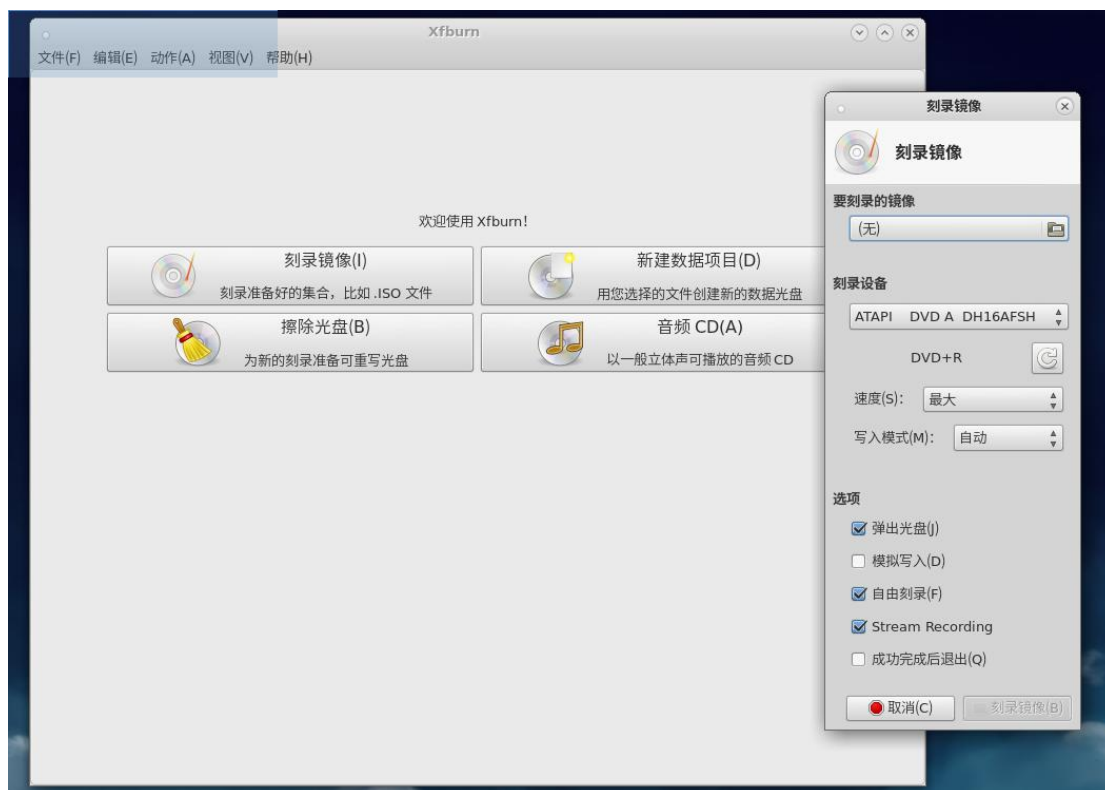 Xfburn
文件(F) 编辑(E) 动作(A) 视图(V) 帮助(H)
欢迎使用 Xfburn!
刻录镜像(I)
刻录准备好的集合，比如 .ISO 文件
新建数据项目(D)
用您选择的文件创建新的数据光盘
擦除光盘(B)
为新的刻录准备可重写光盘
音频 CD(A)
以一般立体声可播放的音频 CD
刻录镜像
刻录镜像
要刻录的镜像
(无)
刻录设备
ATAPI DVD A DH16AFSH
DVD+R
速度(S)： 最大
写入模式(M)： 自动
选项
弹出光盘(J)
模拟写入(D)
自由刻录(F)
Stream Recording
成功完成后退出(Q)
取消(C) 刻录镜像(B)